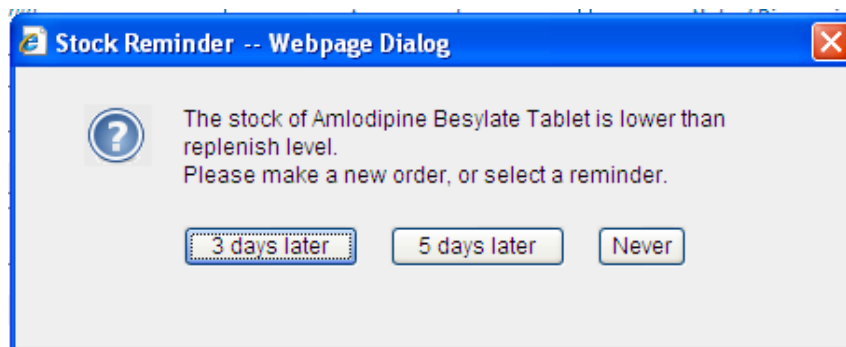 Stock Reminder -- Webpage Dialog
The stock of Amlodipine Besylate Tablet is lower than
replenish level.
Please make a new order, or select a reminder.
3 days later 5 days later Never